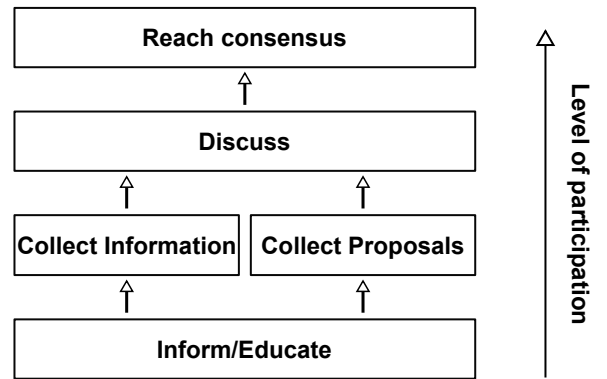 Reach consensus
Discuss
Collect Information
Collect Proposals
Inform/Educate
Level of participation